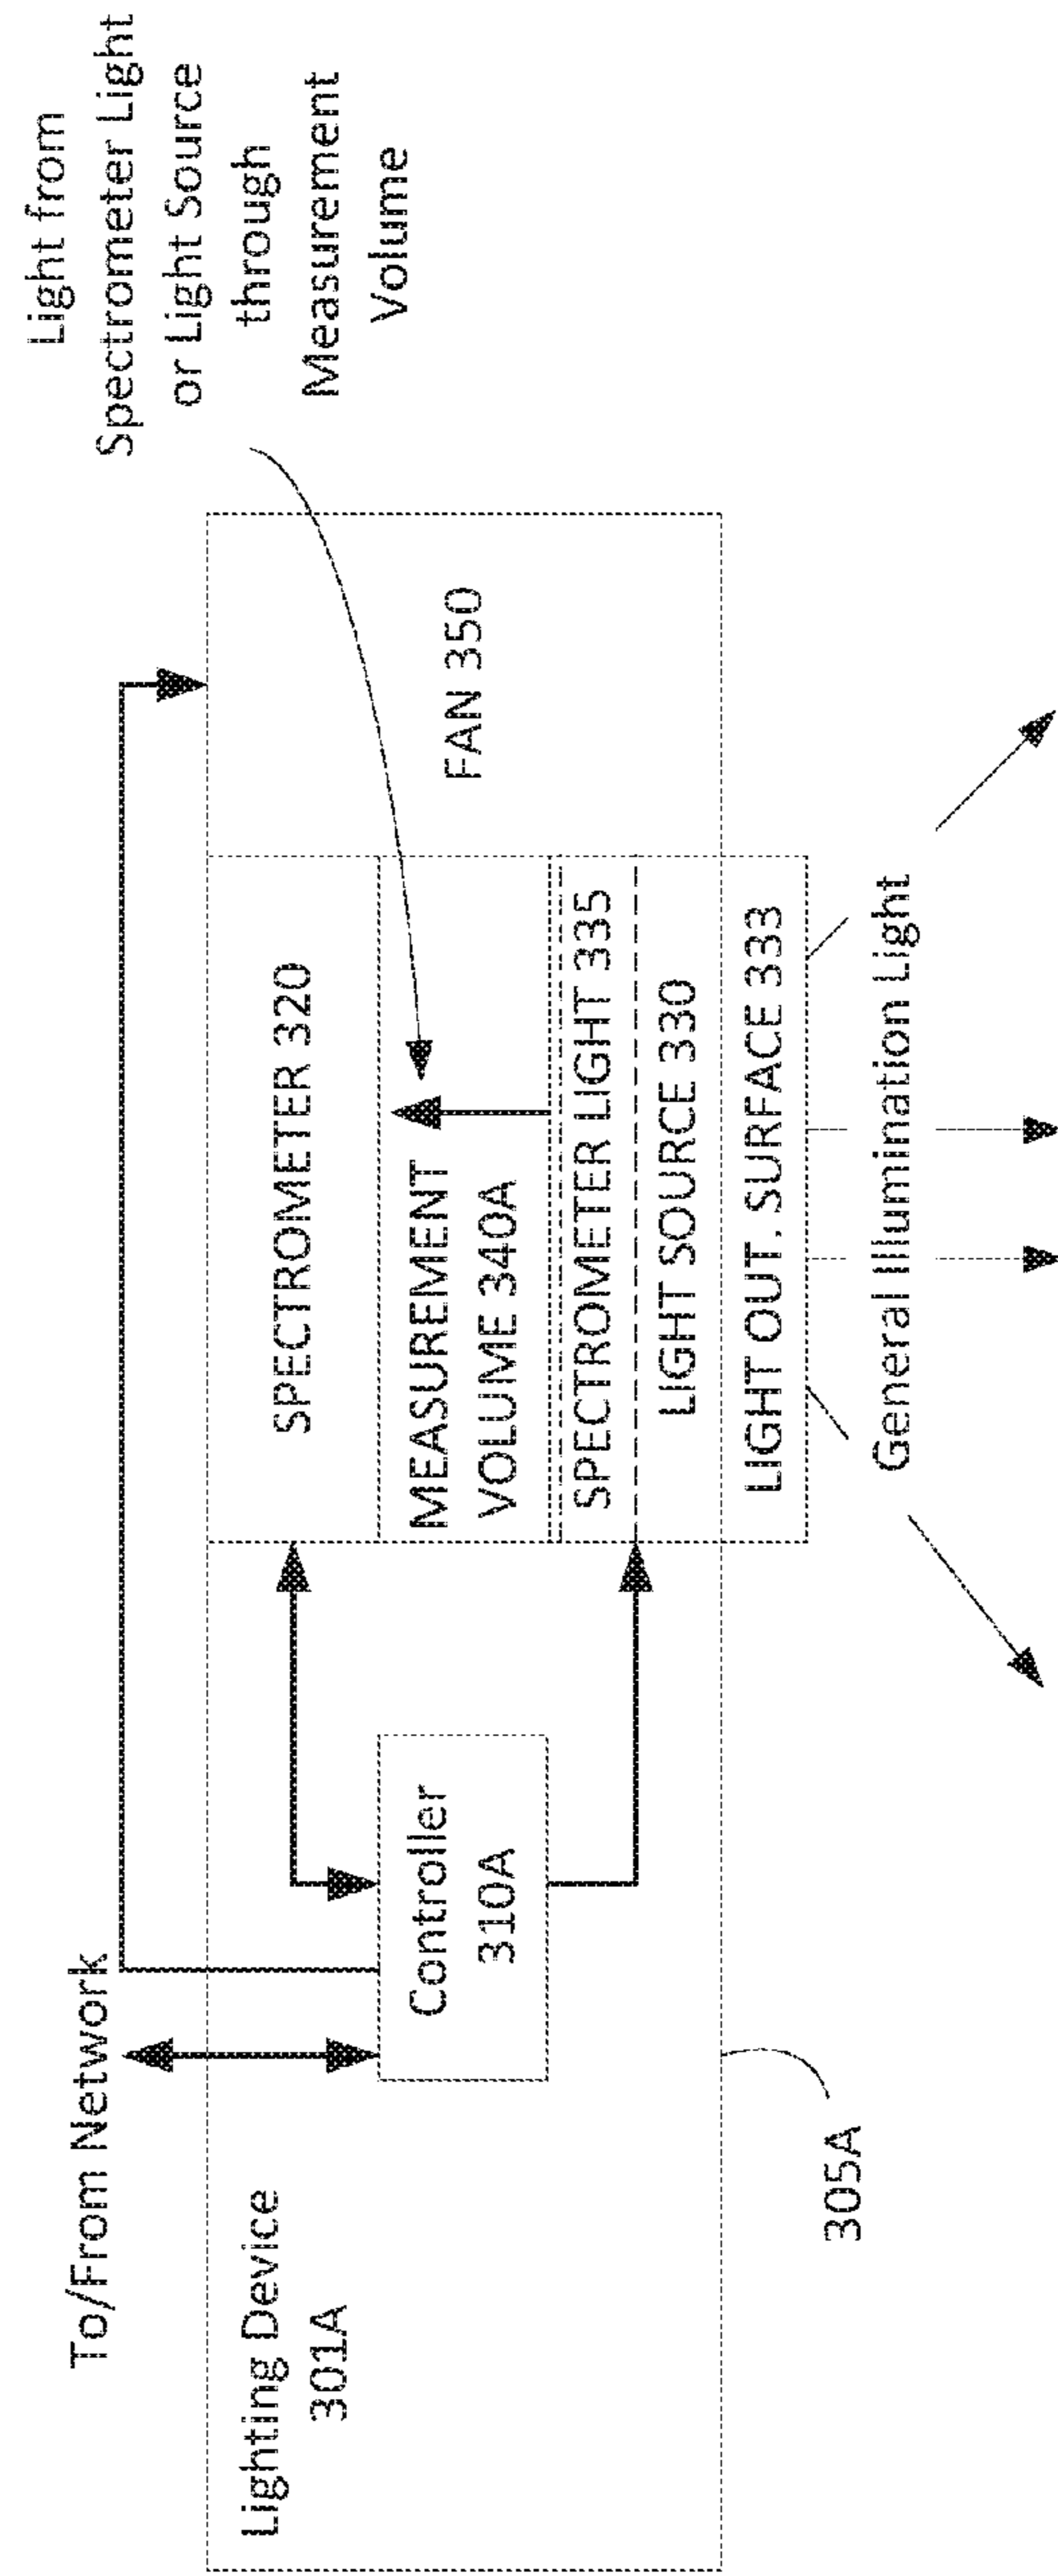 To/From Network
Lighting Device
301A
Controller
310A
SPECTROMETER 320
MEASUREMENT
VOLUME 340A
SPECTROMETER LIGHT 335
LIGHT SOURCE 330
LIGHT OUT. SURFACE 333
FAN 350
Light from
Spectrometer Light
or Light Source
through
Measurement
Volume
General Illumination Light
305A